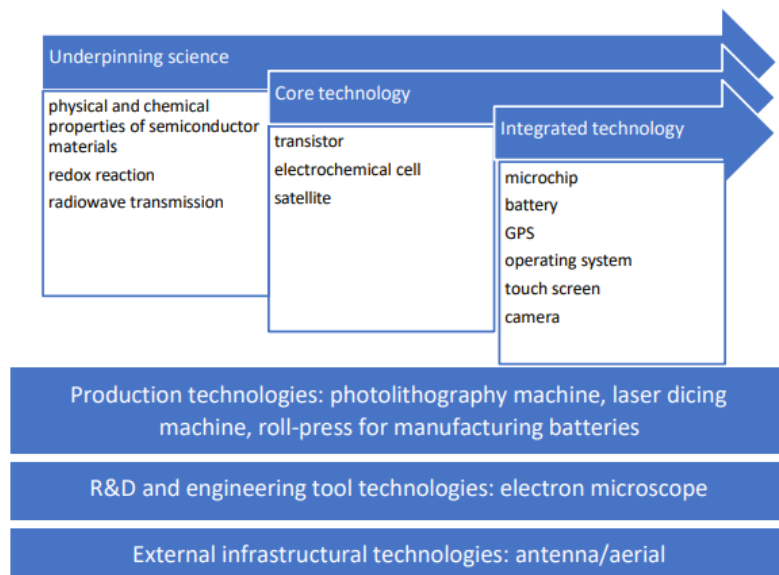 Underpinning science
physical and chemical
properties of semiconductor
materials
redox reaction
radiowave transmission
Core technology
transistor
electrochemical cell
satellite
Integrated technology
microchip
battery
GPS
operating system
touch screen
camera
Production technologies: photolithography machine, laser dicing
machine, roll-press for manufacturing batteries
R&D and engineering tool technologies: electron microscope
External infrastructural technologies: antenna/aerial